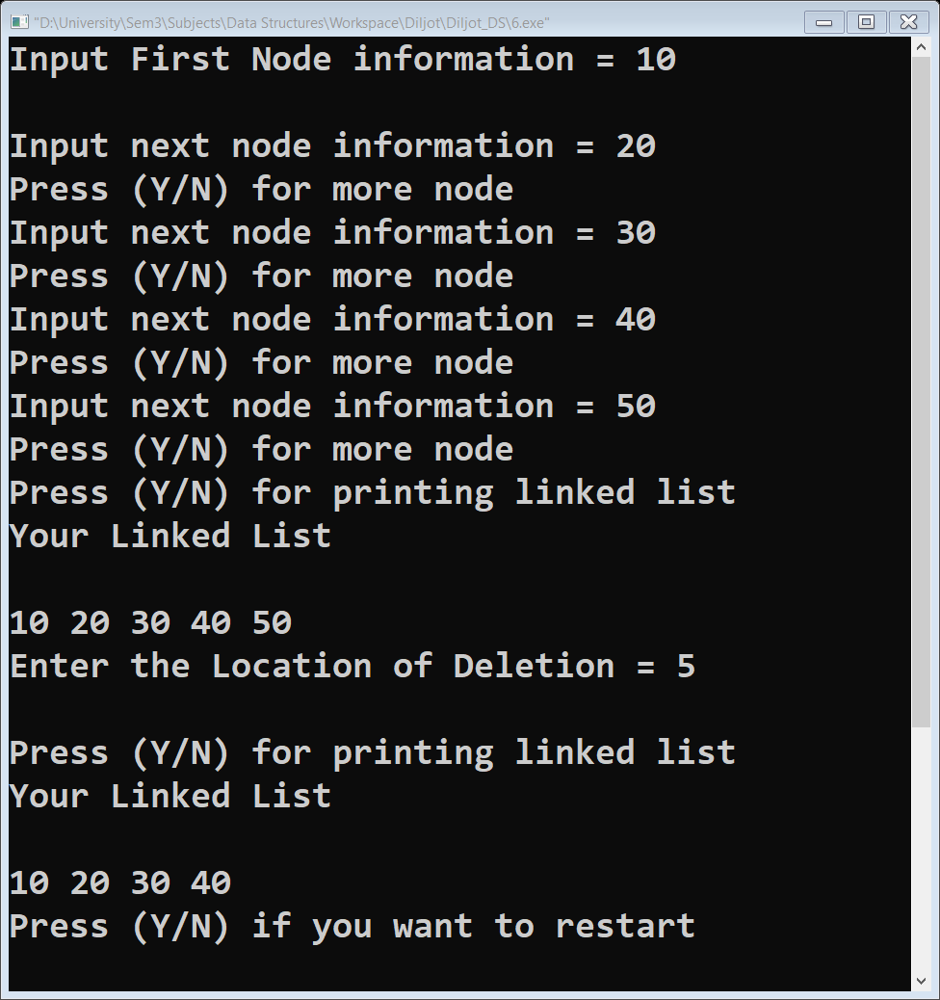 "D:\University\Sem3\Subjects\Data Structures\Workspace\Diljot\Diljot_DS\6.exe"
Input First Node information = 10
Input next node information = 20
Press (Y/N) for more node
Input next node information = 30
Press (Y/N) for more node
Input next node information = 40
Press (Y/N) for more node
Input next node information = 50
Press (Y/N) for more node
Press (Y/N) for printing linked list
Your Linked List
10 20 30 40 50
Enter the Location of Deletion = 5
Press (Y/N) for printing linked list
Your Linked List
10 20 30 40
Press (Y/N) if you want to restart